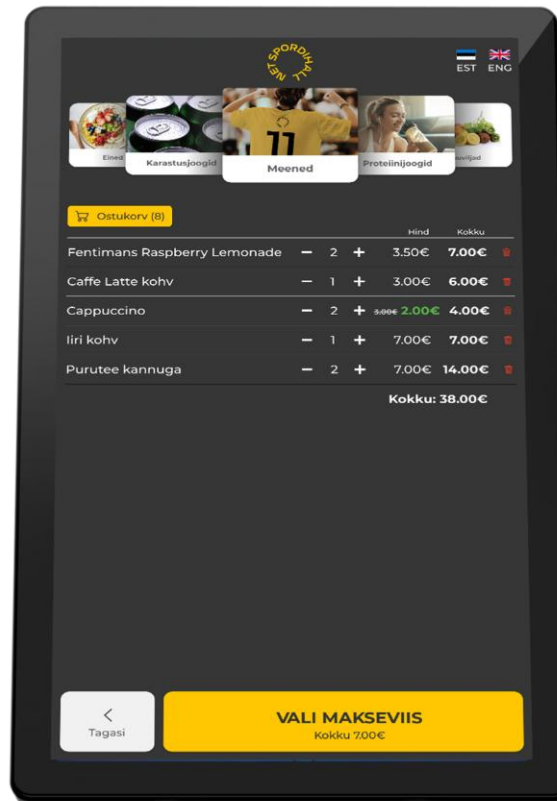 NET SPORDIHALL
EST ENG
Eined
Karastusjoogid
11
Meened
Proteiinijoogid
Ostukorv (8)
Hind Kokku
Fentimans Raspberry Lemonade − 2 + 3.50€ 7.00€
Caffe Latte kohv − 1 + 3.00€ 6.00€
Cappuccino − 2 + 3.00€ 2.00€ 4.00€
Iiri kohv − 1 + 7.00€ 7.00€
Purutee kannuga − 2 + 7.00€ 14.00€
Kokku: 38.00€
< Tagasi
VALI MAKSEVIIS
Kokku 7.00€